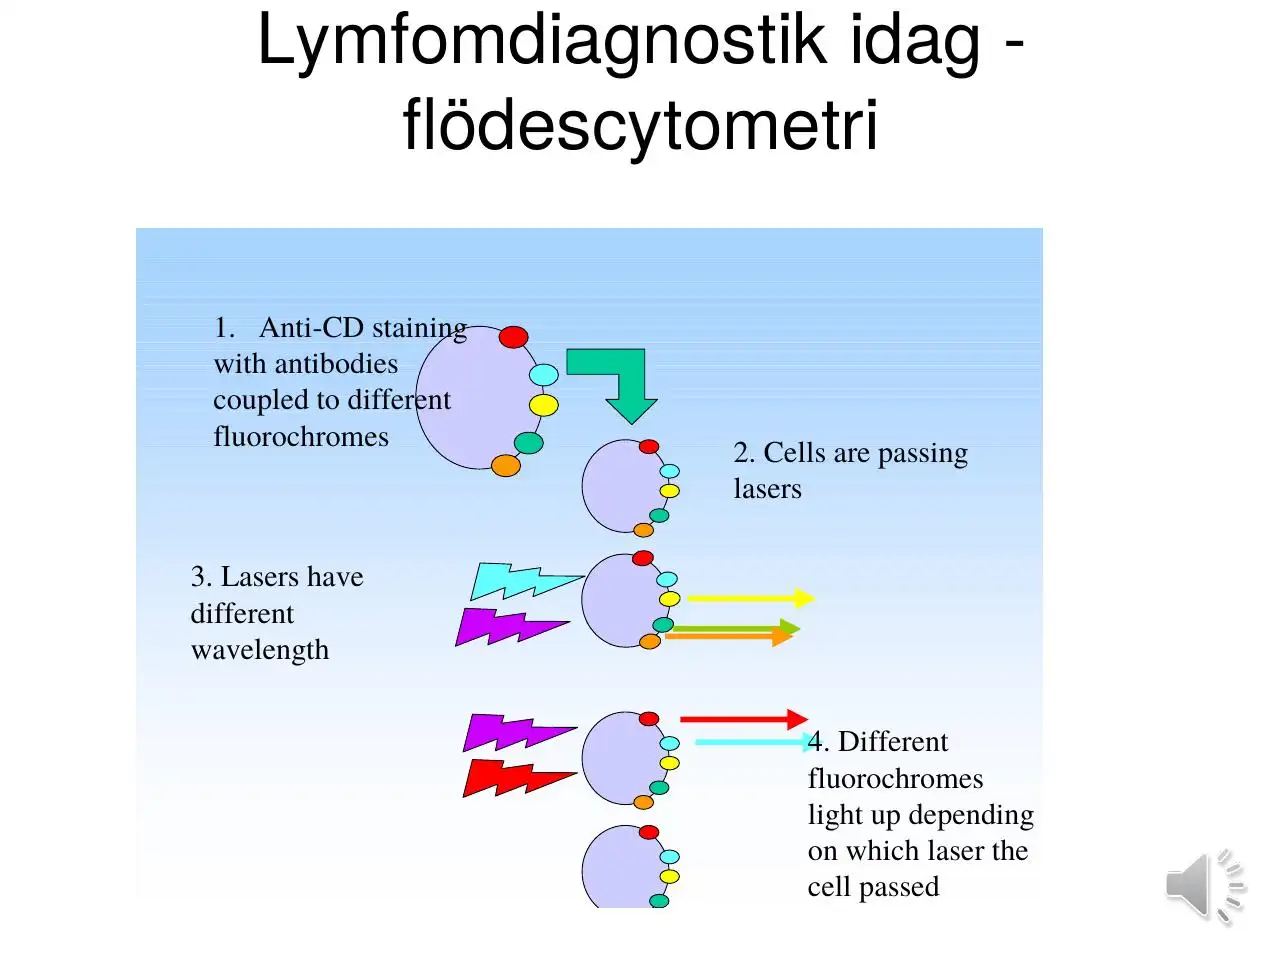 Lymfomdiagnostik idag -
flödescytometri
1. Anti-CD staining
with antibodies
coupled to different
fluorochromes
2. Cells are passing
lasers
3. Lasers have
different
wavelength
4. Different
fluorochromes
light up depending
on which laser the
cell passed